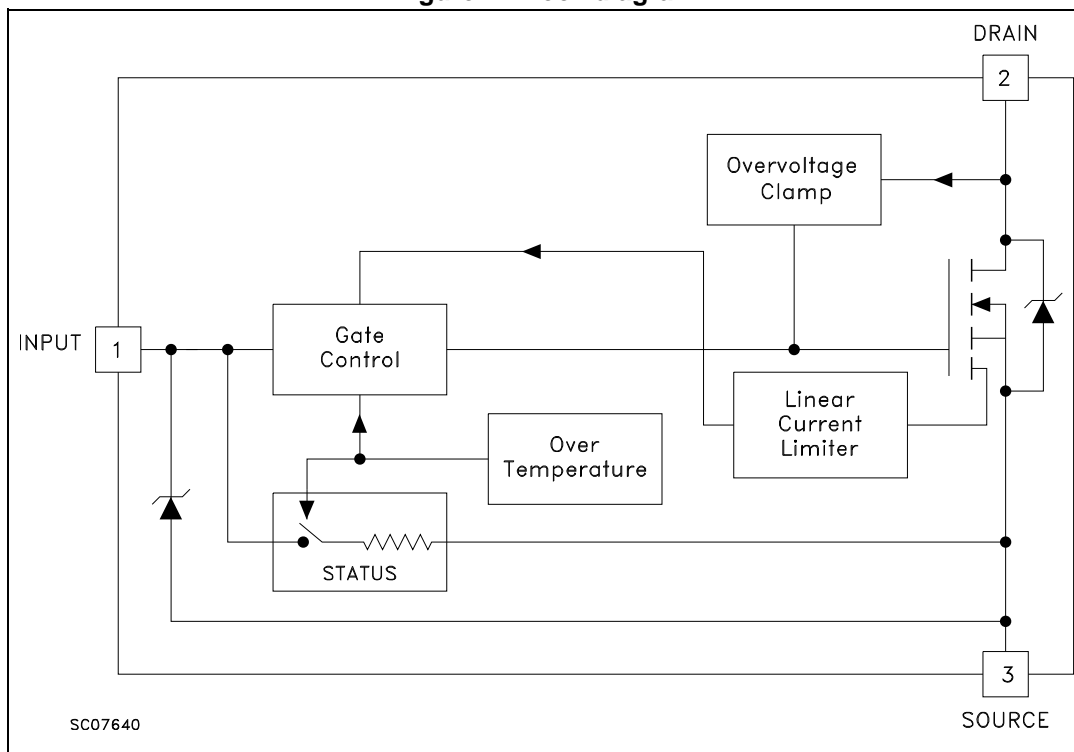 DRAIN
2
Overvoltage
Clamp
INPUT
1
Gate
Control
Linear
Current
Limiter
Over
Temperature
STATUS
3
SC07640
SOURCE